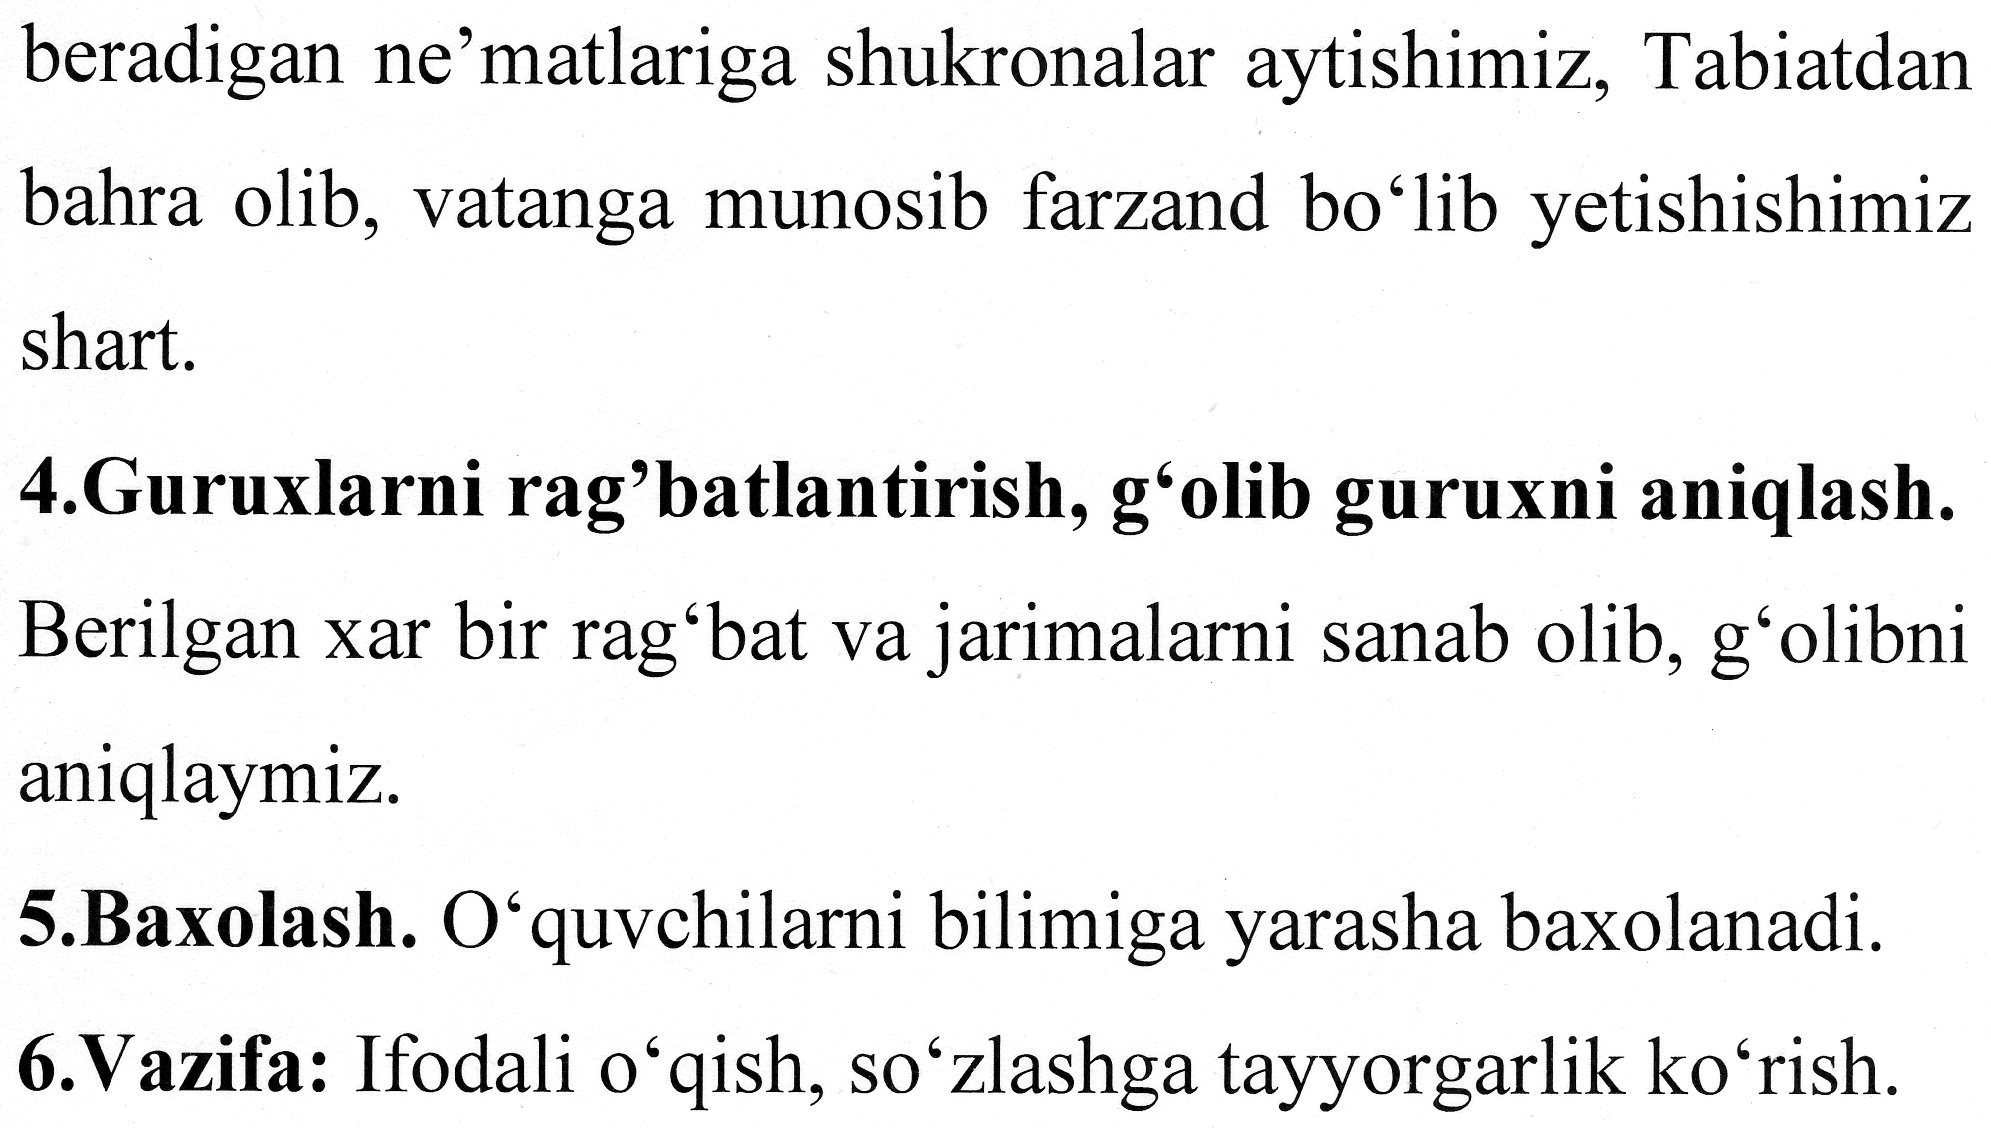 beradigan ne’matlariga shukronalar aytishimiz, Tabiatdan
bahra olib, vatanga munosib farzand bo‘lib yetishishimiz
shart.
4.Guruxlarni rag’batlantirish, g‘olib guruxni aniqlash.
Berilgan xar bir rag‘bat va jarimalarni sanab olib, g‘olibni
aniqlaymiz.
5.Baxolash. O‘quvchilarni bilimiga yarasha baxolanadi.
6.Vazifa: Ifodali o‘qish, so‘zlashga tayyorgarlik ko‘rish.